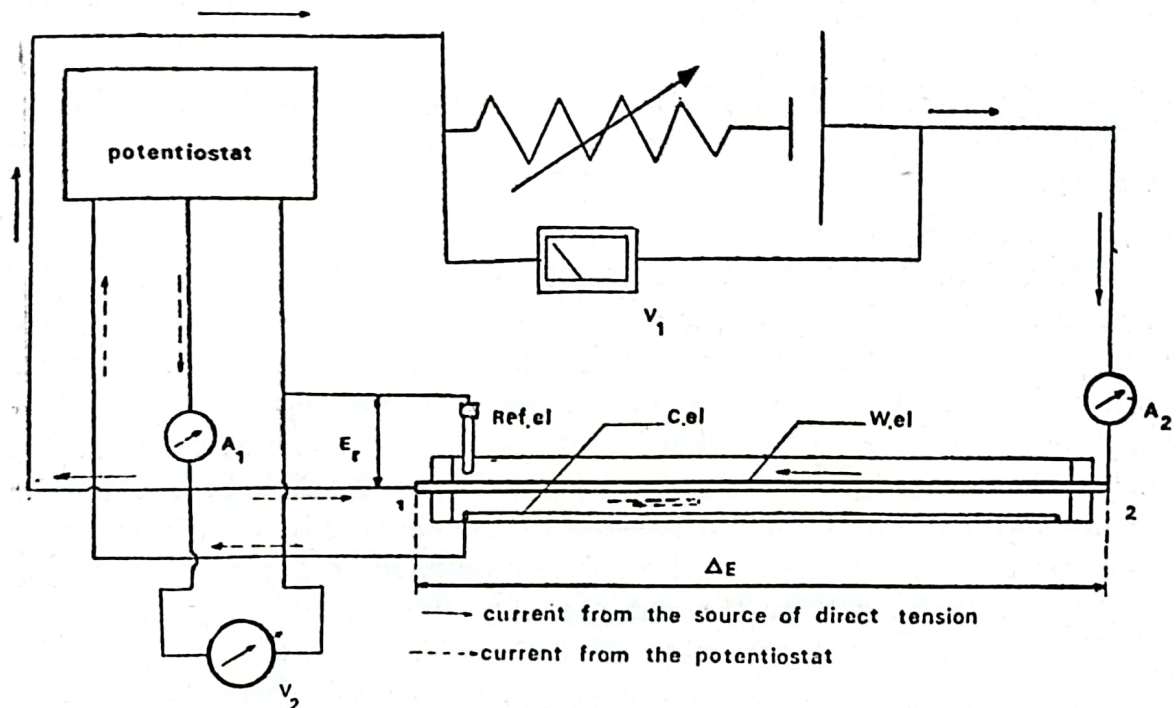 potentiostat
V1
A2
Ref.el
C.el
W.el
Er
A1
1
2
ΔE
current from the source of direct tension
current from the potentiostat
V2